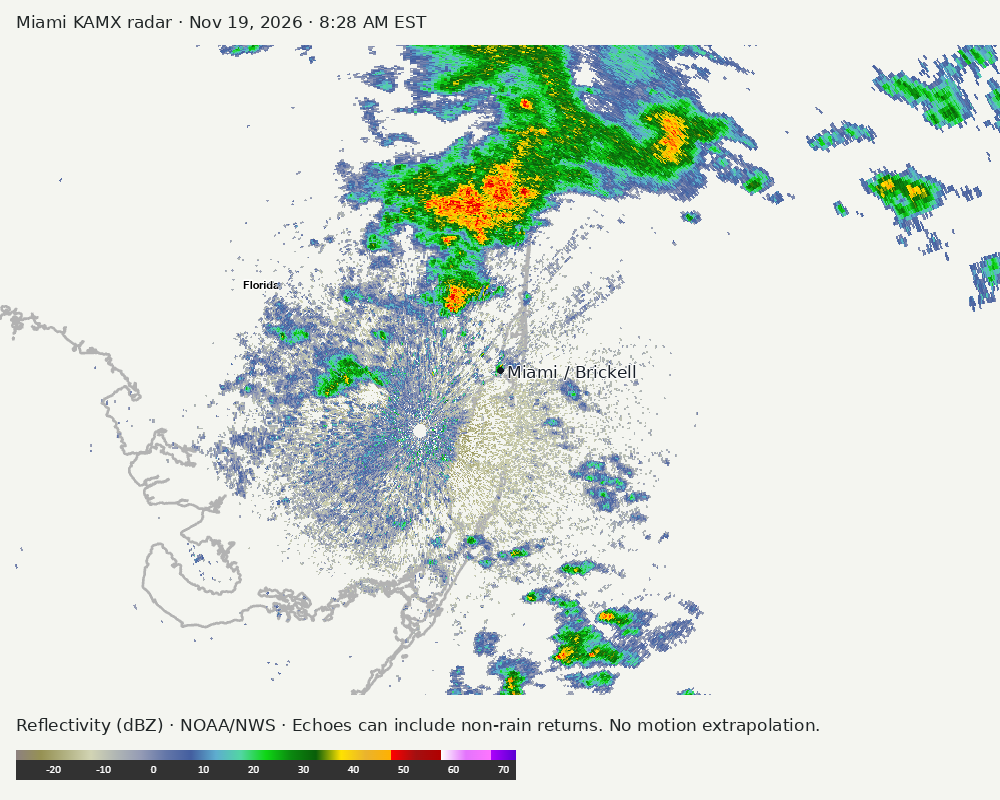 Miami KAMX radar · Nov 19, 2026 · 8:28 AM EST
Florida
Miami / Brickell
Reflectivity (dBZ) · NOAA/NWS · Echoes can include non-rain returns. No motion extrapolation.
-20 -10 0 10 20 30 40 50 60 70